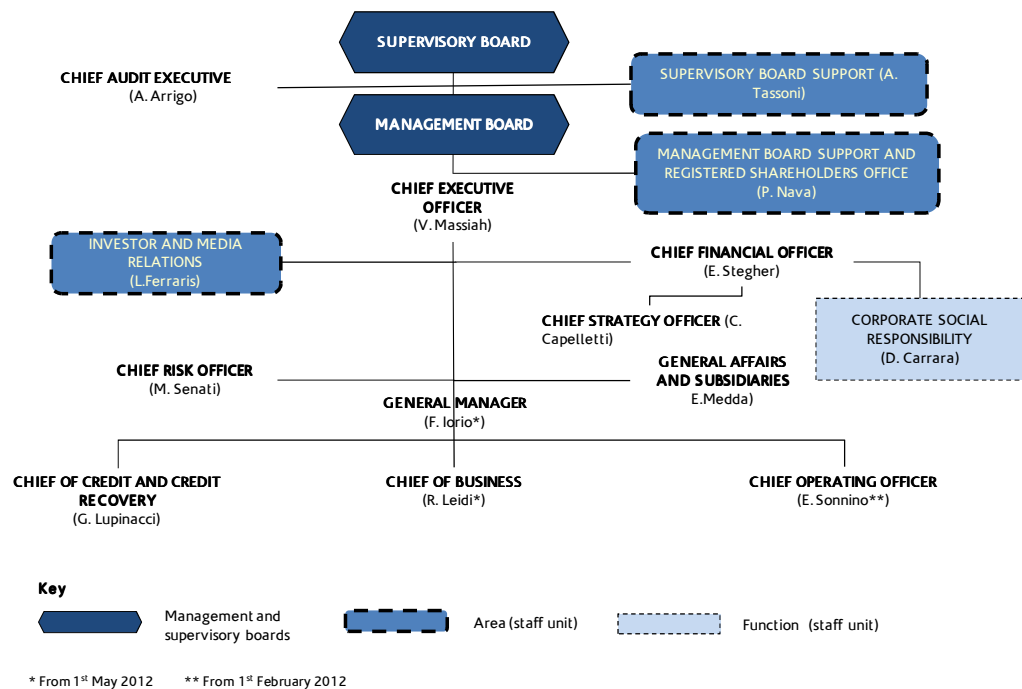 SUPERVISORY BOARD
CHIEF AUDIT EXECUTIVE
(A. Arrigo)
SUPERVISORY BOARD SUPPORT (A.
Tassoni)
MANAGEMENT BOARD
MANAGEMENT BOARD SUPPORT AND
REGISTERED SHAREHOLDERS OFFICE
(P. Nava)
CHIEF EXECUTIVE
OFFICER
(V. Massiah)
INVESTOR AND MEDIA
RELATIONS
(L.Ferraris)
CHIEF FINANCIAL OFFICER
(E. Stegher)
CHIEF STRATEGY OFFICER (C.
Capelletti)
CORPORATE SOCIAL
RESPONSIBILITY
(D. Carrara)
CHIEF RISK OFFICER
(M. Senati)
GENERAL AFFAIRS
AND SUBSIDIARIES
E.Medda)
GENERAL MANAGER
(F. Iorio*)
CHIEF OF CREDIT AND CREDIT
RECOVERY
(G. Lupinacci)
CHIEF OF BUSINESS
(R. Leidi*)
CHIEF OPERATING OFFICER
(E. Sonnino**)
Key
Management and
supervisory boards
Area (staff unit)
Function (staff unit)
* From 1st May 2012 ** From 1st February 2012